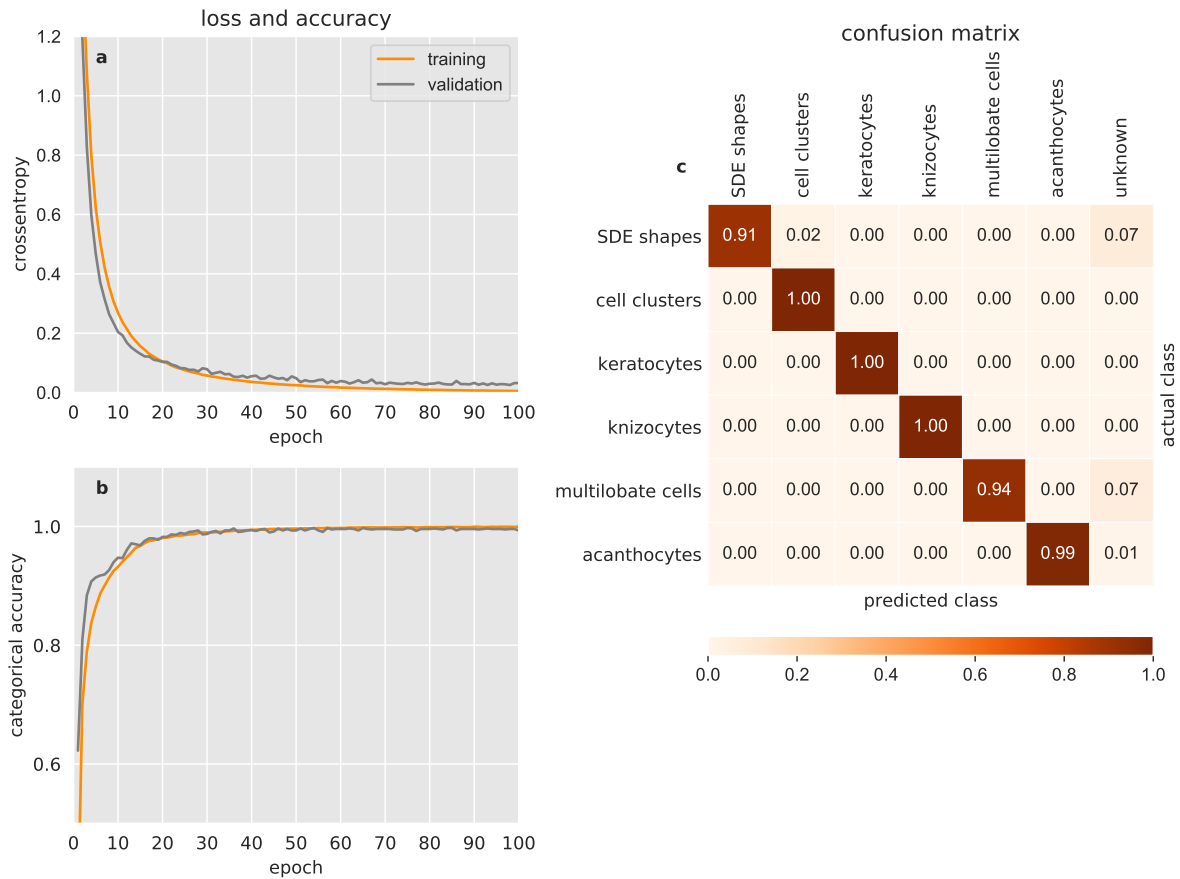 loss and accuracy
a
training
validation
1.2
1.0
0.8
0.6
0.4
0.2
0.0
crossentropy
0 10 20 30 40 50 60 70 80 90 100
epoch
b
1.0
0.8
0.6
categorical accuracy
0 10 20 30 40 50 60 70 80 90 100
epoch
confusion matrix
c
SDE shapes
cell clusters
keratocytes
knizocytes
multilobate cells
acanthocytes
unknown
SDE shapes 0.91 0.02 0.00 0.00 0.00 0.00 0.07
cell clusters 0.00 1.00 0.00 0.00 0.00 0.00 0.00
keratocytes 0.00 0.00 1.00 0.00 0.00 0.00 0.00
knizocytes 0.00 0.00 0.00 1.00 0.00 0.00 0.00
multilobate cells 0.00 0.00 0.00 0.00 0.94 0.00 0.07
acanthocytes 0.00 0.00 0.00 0.00 0.00 0.99 0.01
actual class
predicted class
0.0 0.2 0.4 0.6 0.8 1.0